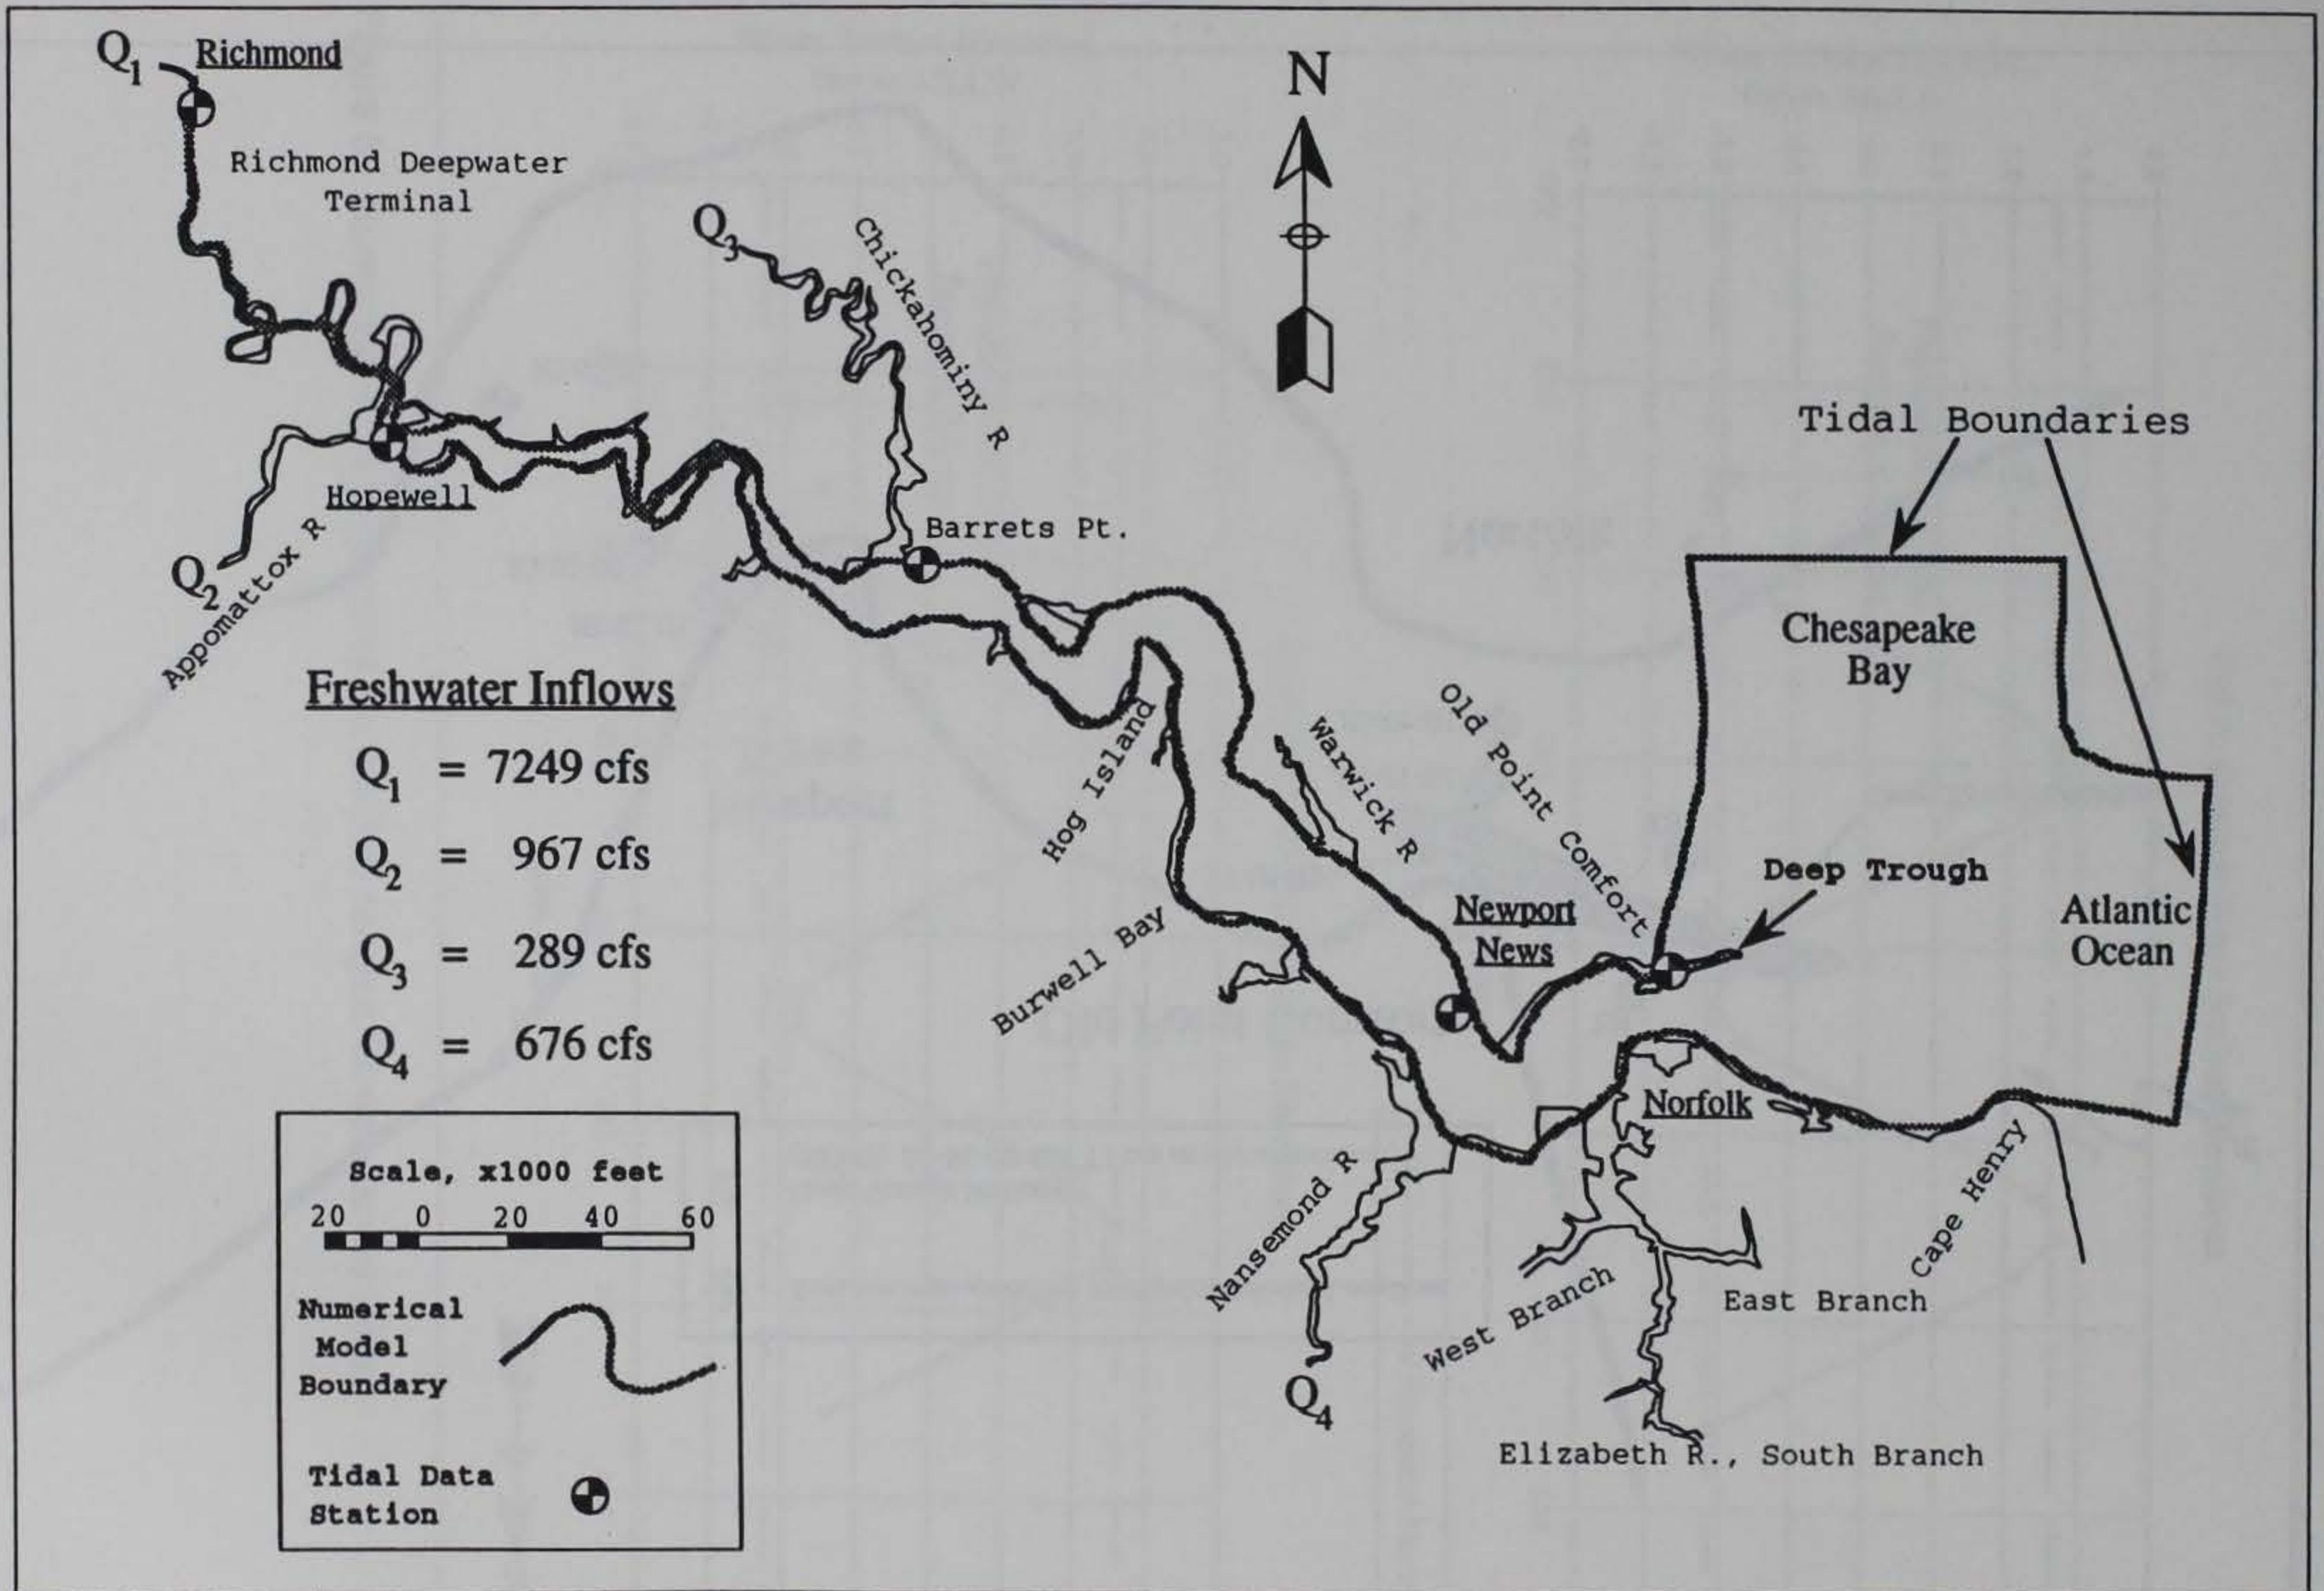 Q1
Richmond
N
Richmond Deepwater
Terminal
Q3
Chickahominy R
Tidal Boundaries
Hopewell
Barrets Pt.
Q2
Appomattox R
Chesapeake
Bay
Freshwater Inflows
Q1 = 7249 cfs
Q2 = 967 cfs
Q3 = 289 cfs
Q4 = 676 cfs
Hog Island
Warwick R
Old Point Comfort
Deep Trough
Newport
News
Atlantic
Ocean
Burwell Bay
Norfolk
Cape Henry
Nansemond R
West Branch
East Branch
Q4
Elizabeth R., South Branch
Scale, x1000 feet
20 0 20 40 60
Numerical
Model
Boundary
Tidal Data
Station